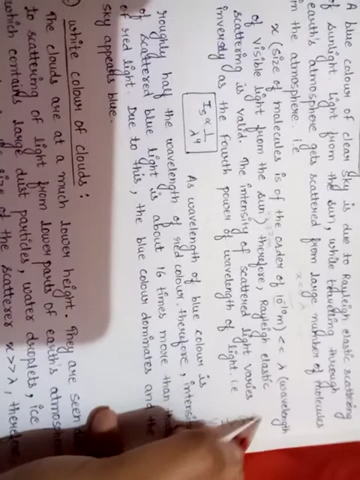 A blue colour of clear sky is due to Rayleigh elastic scattering
of sunlight. Light from the sun, while travelling through
earth's atmosphere gets scattered from large number of molecules
in the atmosphere. i.e
x (size of molecules is of the order of 10⁻¹⁰m) << λ (wavelength
of visible light from the sun) therefore, Rayleigh elastic
scattering is valid. The intensity of scattered light varies
inversly as the fourth power of wavelength of light. i.e
Is ∝ 1/λ⁴ As wavelength of blue colour is
roughly half the wavelength of red colour, therefore, intens
of scattered blue light is about 16 times more than th
of red light. Due to this, the blue colour dominates and the
sky appears blue.
white colour of clouds:
The clouds are at a much lower height. They are seen d
to scattering of light from lower parts of earth's atmosp
which contains large dust particles, water droplets, ice
of the scatterer x >> λ, therefore